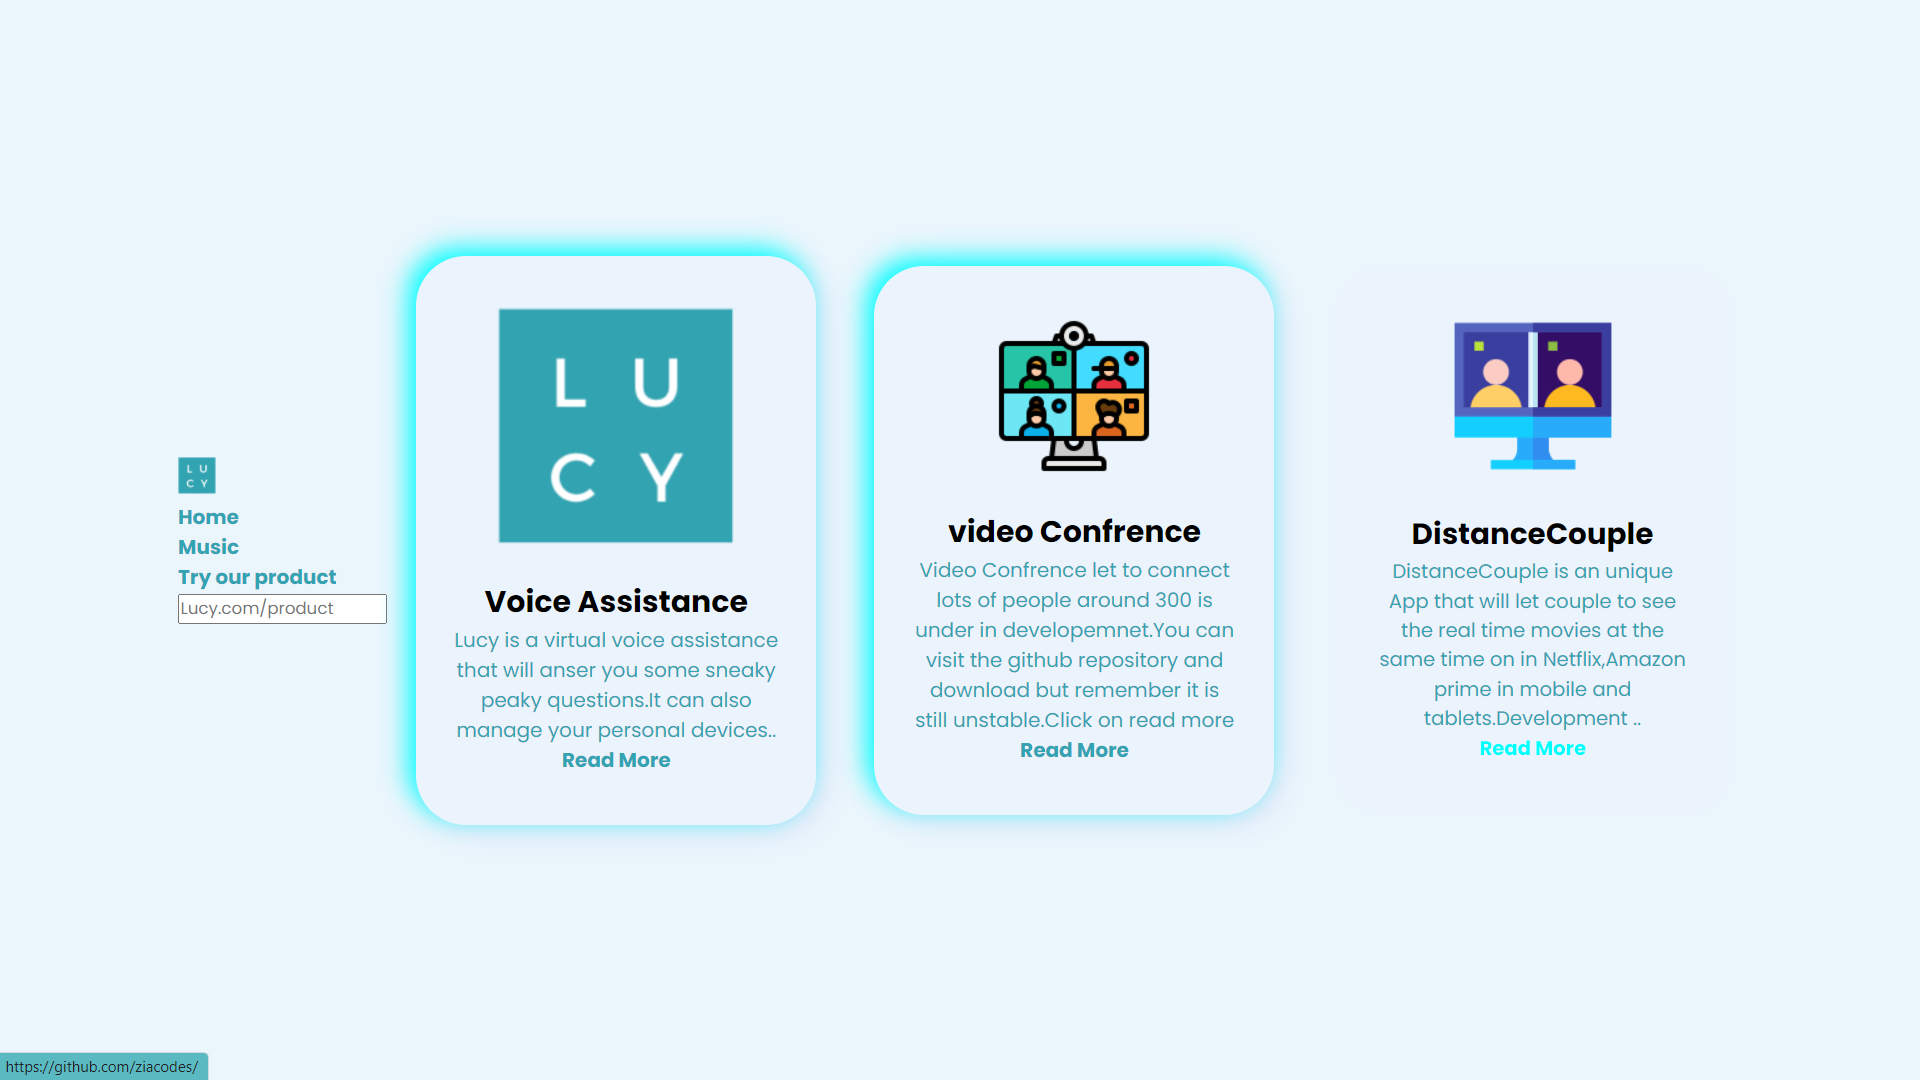 L U
C Y
Home
Music
Try our product
Lucy.com/product
L U
C Y
Voice Assistance
Lucy is a virtual voice assistance
that will anser you some sneaky
peaky questions.It can also
manage your personal devices..
Read More
video Confrence
Video Confrence let to connect
lots of people around 300 is
under in developemnet.You can
visit the github repository and
download but remember it is
still unstable.Click on read more
Read More
DistanceCouple
DistanceCouple is an unique
App that will let couple to see
the real time movies at the
same time on in Netflix,Amazon
prime in mobile and
tablets.Development ..
Read More
https://github.com/ziacodes/